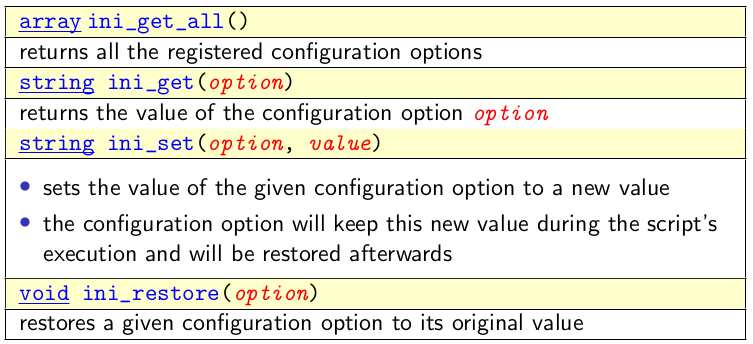 array ini_get_all()
returns all the registered configuration options
string ini_get(option)
returns the value of the configuration option option
string ini_set(option, value)
• sets the value of the given configuration option to a new value
• the configuration option will keep this new value during the script's
execution and will be restored afterwards
void ini_restore(option)
restores a given configuration option to its original value